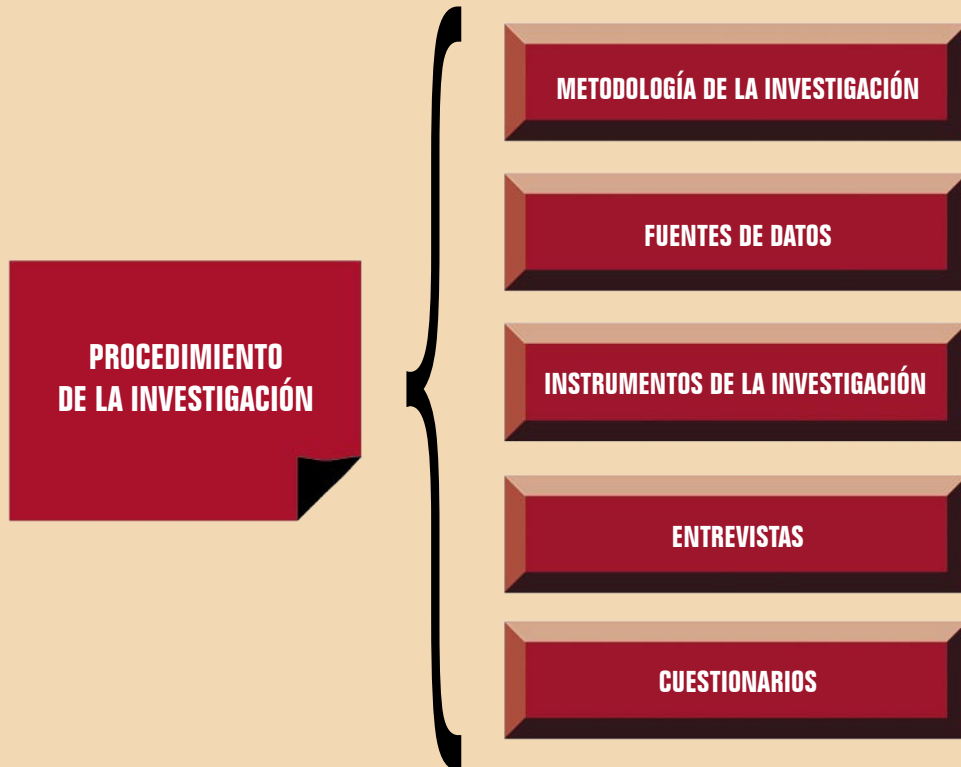 PROCEDIMIENTO
DE LA INVESTIGACIÓN
METODOLOGÍA DE LA INVESTIGACIÓN
FUENTES DE DATOS
INSTRUMENTOS DE LA INVESTIGACIÓN
ENTREVISTAS
CUESTIONARIOS